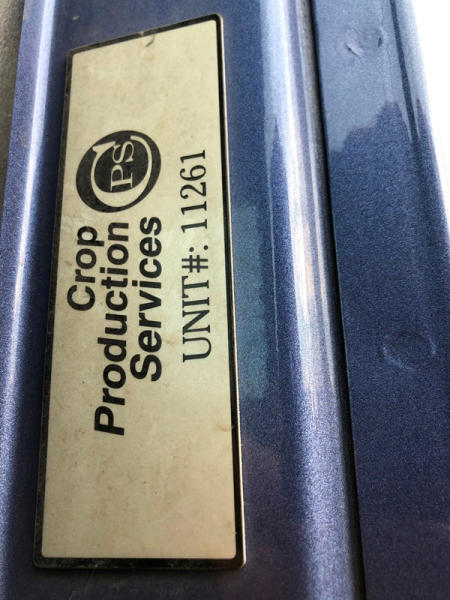 Crop
Production
Services
CPS
UNIT#: 11261